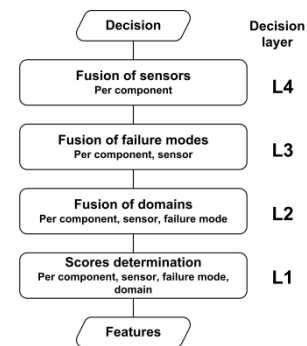 Decision
Decision
layer
Fusion of sensors
Per component
L4
Fusion of failure modes
Per component, sensor
L3
Fusion of domains
Per component, sensor, failure mode
L2
Scores determination
Per component, sensor, failure mode,
domain
L1
Features